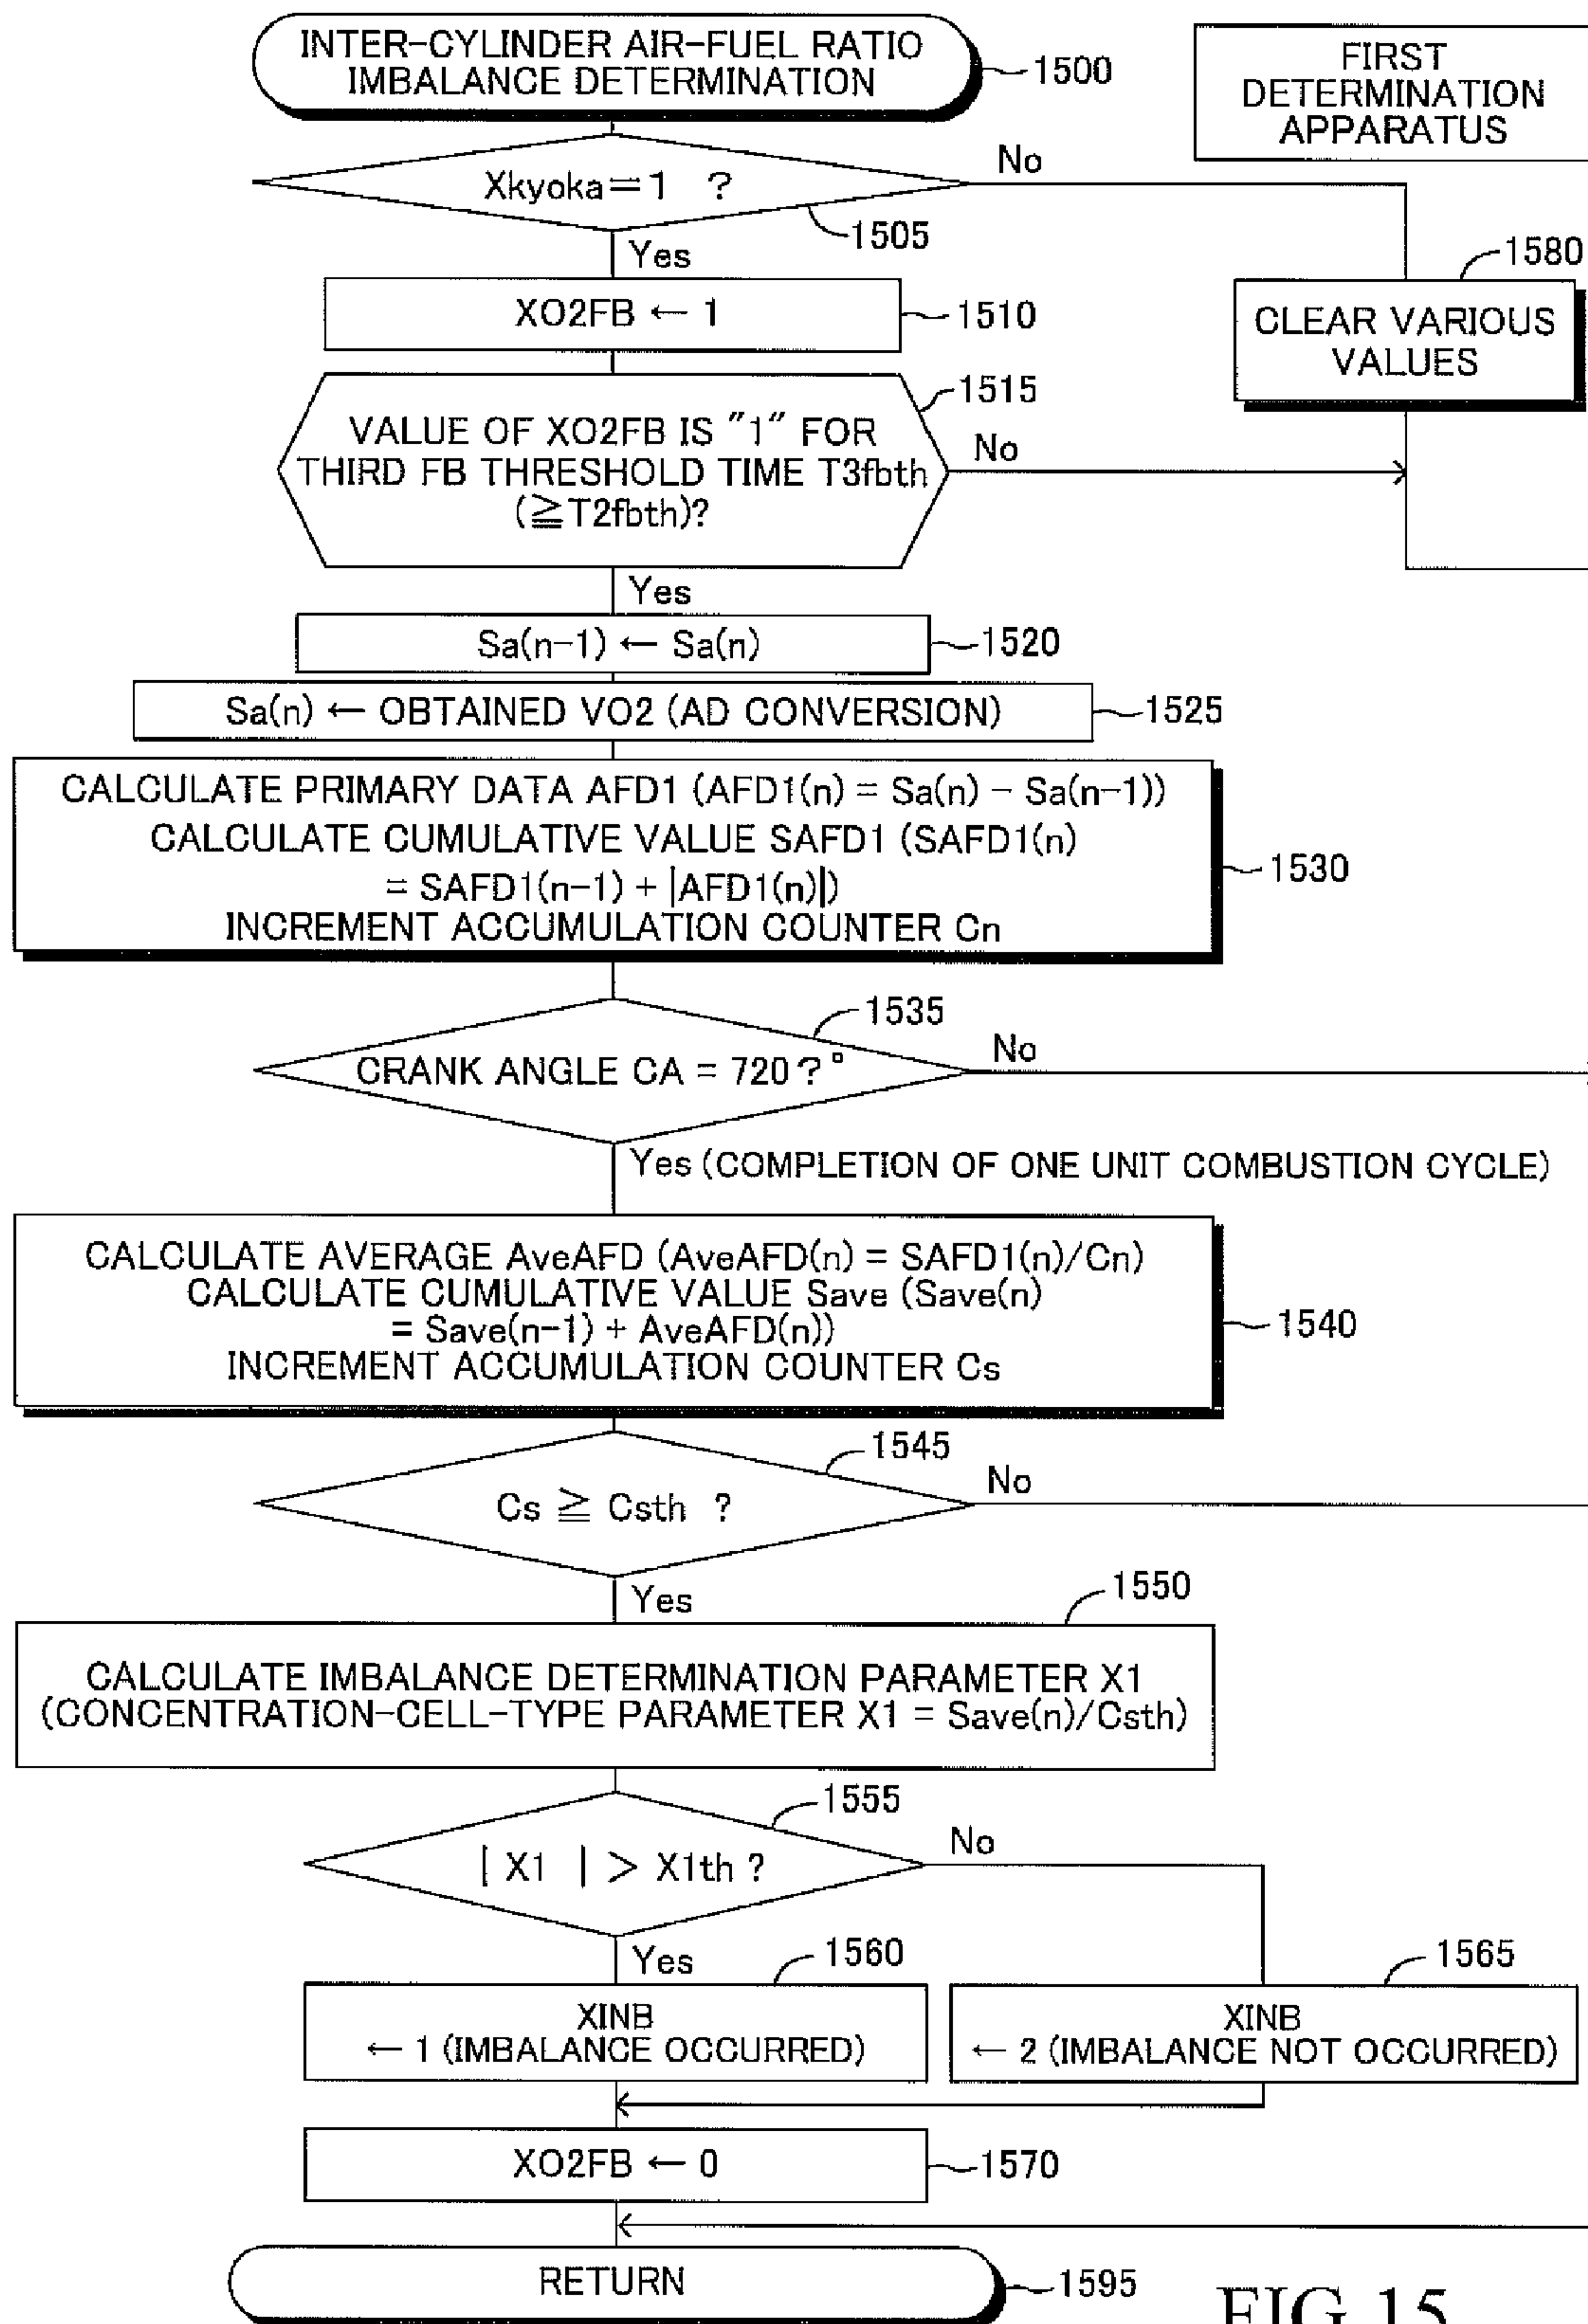 INTER-CYLINDER AIR-FUEL RATIO
IMBALANCE DETERMINATION
1500
FIRST
DETERMINATION
APPARATUS
Xkyoka=1 ?
No
1505
Yes
1580
CLEAR VARIOUS
VALUES
XO2FB ← 1
1510
1515
VALUE OF XO2FB IS "1" FOR
THIRD FB THRESHOLD TIME T3fbth
(≧T2fbth)?
No
Yes
Sa(n-1) ← Sa(n)
1520
Sa(n) ← OBTAINED VO2 (AD CONVERSION)
1525
CALCULATE PRIMARY DATA AFD1 (AFD1(n) = Sa(n) - Sa(n-1))
CALCULATE CUMULATIVE VALUE SAFD1 (SAFD1(n)
= SAFD1(n-1) + |AFD1(n)|)
INCREMENT ACCUMULATION COUNTER Cn
1530
1535
CRANK ANGLE CA = 720?°
No
Yes (COMPLETION OF ONE UNIT COMBUSTION CYCLE)
CALCULATE AVERAGE AveAFD (AveAFD(n) = SAFD1(n)/Cn)
CALCULATE CUMULATIVE VALUE Save (Save(n)
= Save(n-1) + AveAFD(n))
INCREMENT ACCUMULATION COUNTER Cs
1540
1545
Cs ≧ Csth ?
No
Yes
1550
CALCULATE IMBALANCE DETERMINATION PARAMETER X1
(CONCENTRATION-CELL-TYPE PARAMETER X1 = Save(n)/Csth)
1555
| X1 | > X1th ?
No
Yes
1560
XINB
← 1 (IMBALANCE OCCURRED)
1565
XINB
← 2 (IMBALANCE NOT OCCURRED)
XO2FB ← 0
1570
RETURN
1595
FIG.15